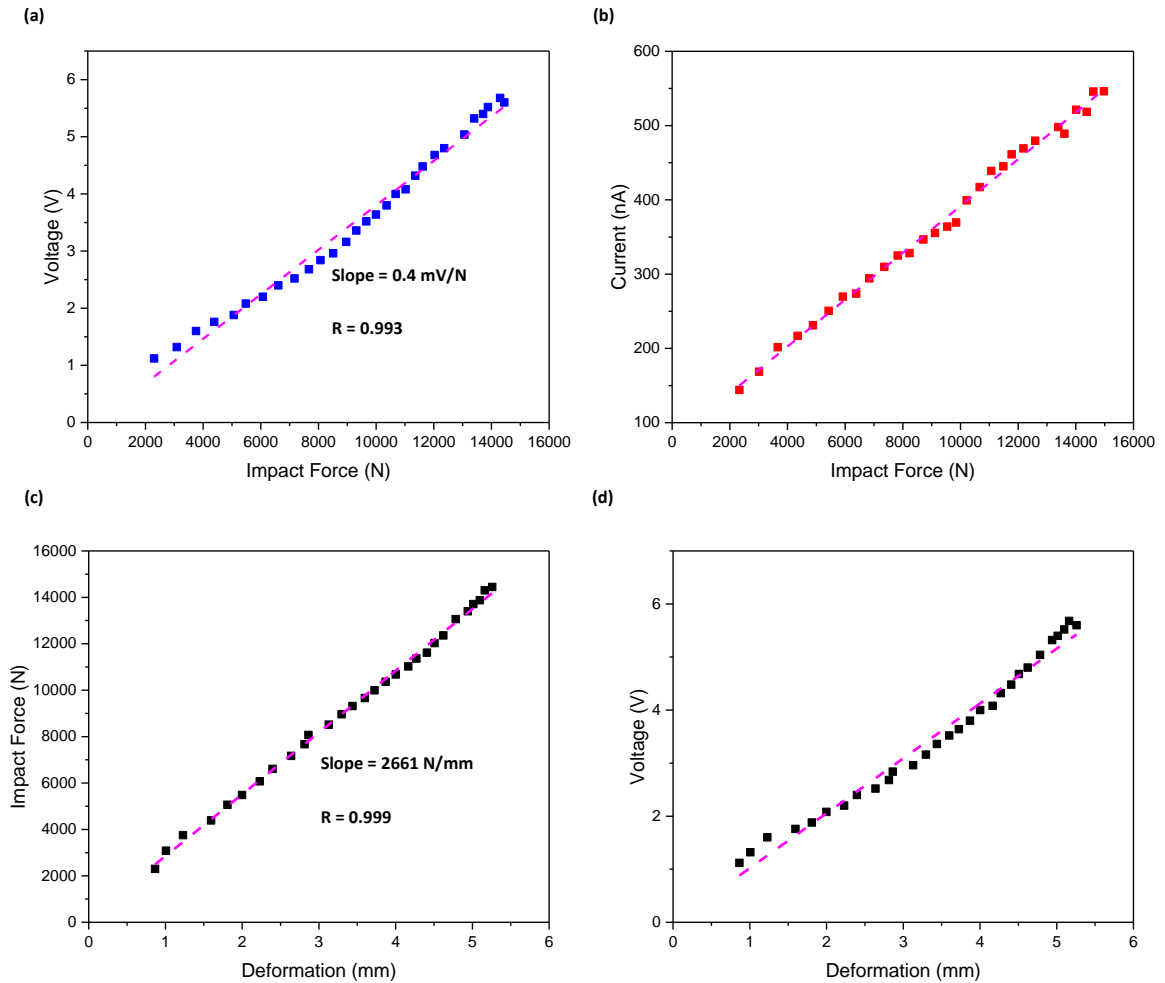 (a)
6
5
4
3
2
1
0
Voltage (V)
Slope = 0.4 mV/N
R = 0.993
0 2000 4000 6000 8000 10000 12000 14000 16000
Impact Force (N)
(b)
600
500
400
300
200
100
Current (nA)
0 2000 4000 6000 8000 10000 12000 14000 16000
Impact Force (N)
(c)
16000
14000
12000
10000
8000
6000
4000
2000
0
Impact Force (N)
Slope = 2661 N/mm
R = 0.999
0 1 2 3 4 5 6
Deformation (mm)
(d)
6
4
2
0
Voltage (V)
0 1 2 3 4 5 6
Deformation (mm)